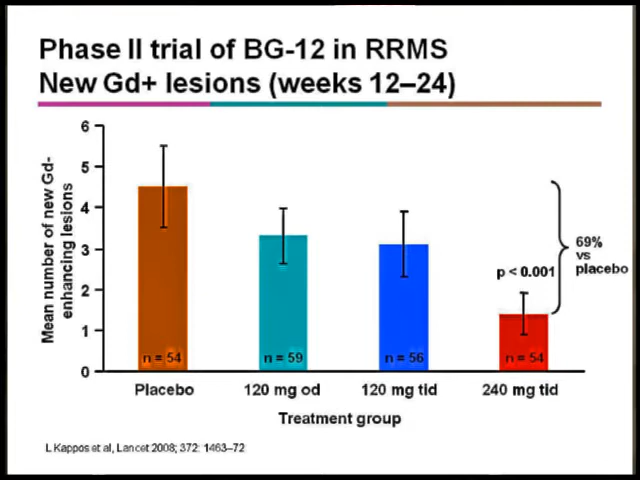 Phase II trial of BG-12 in RRMS
New Gd+ lesions (weeks 12–24)
Mean number of new Gd-
enhancing lesions
6
5
4
3
2
1
0
n = 54
n = 59
n = 56
n = 54
p < 0.001
69%
vs
placebo
Placebo
120 mg od
120 mg tid
240 mg tid
Treatment group
L Kappos et al, Lancet 2008; 372: 1463–72